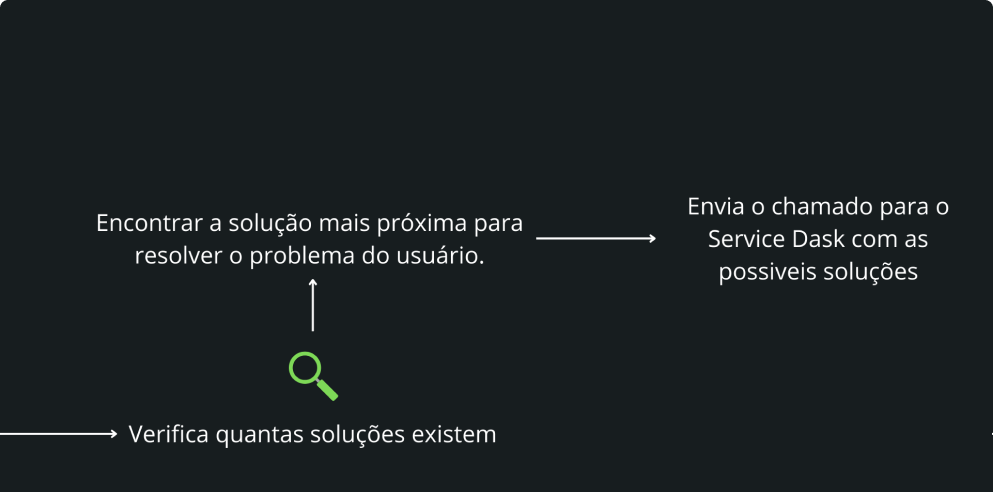 Encontrar a solução mais próxima para
resolver o problema do usuário.
Envia o chamado para o
Service Dask com as
possiveis soluções
Verifica quantas soluções existem